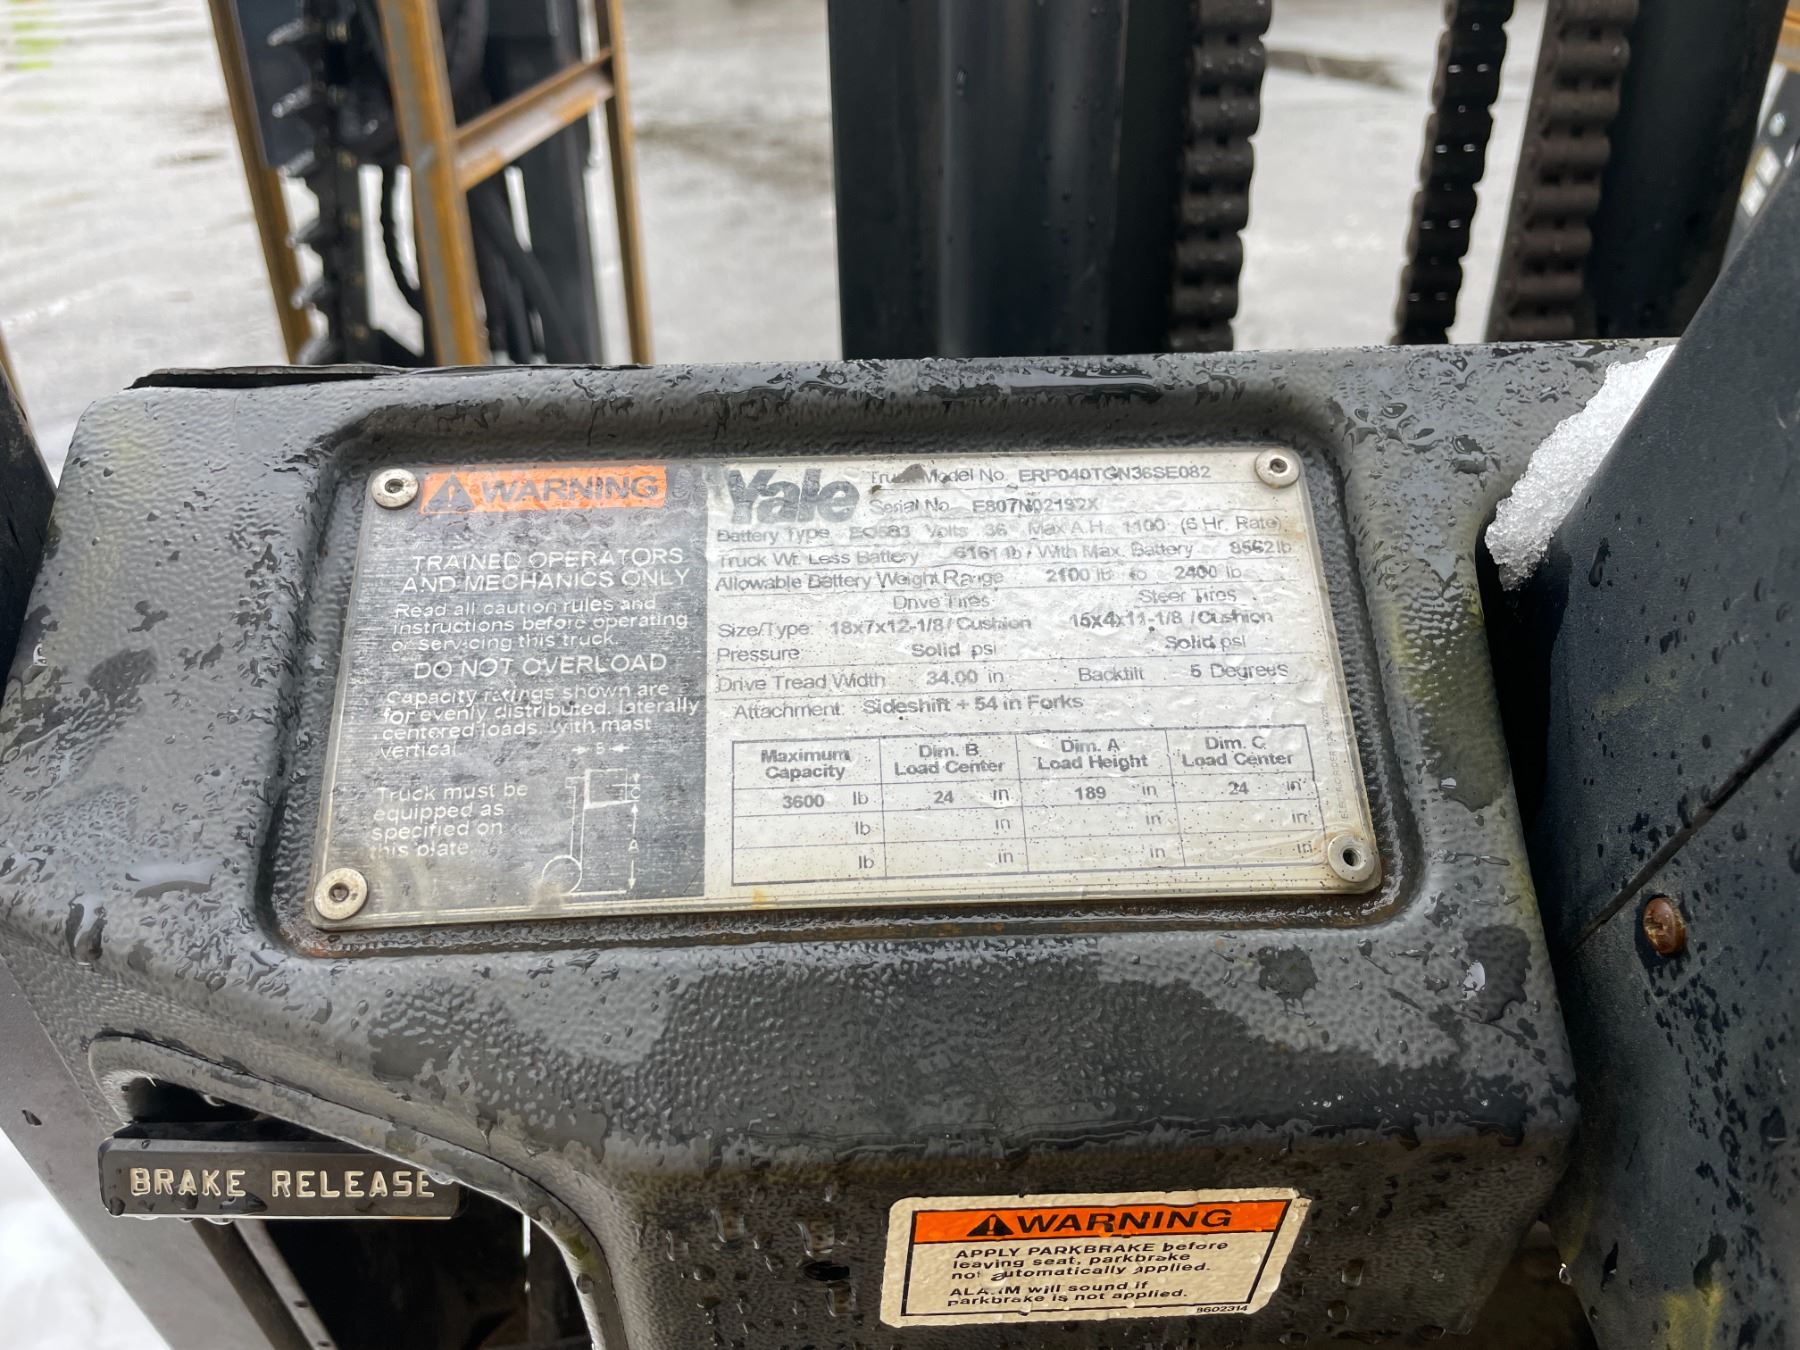 WARNING
TRAINED OPERATORS
AND MECHANICS ONLY
Read all caution rules and
instructions before operating
or servicing this truck.
DO NOT OVERLOAD
Capacity ratings shown are
for evenly distributed, laterally
centered loads, with mast
vertical.
Truck must be
equipped as
specified on
this plate.
B
C
A
Yale
Truck Model No. ERP040TGN36SE082
Serial No. E807N02192X
Battery Type EO583 Volts 36 Max A.H. 1100 (6 Hr. Rate)
Truck Wt. Less Battery 6161 lb With Max. Battery 8562 lb
Allowable Battery Weight Range 2100 lb to 2400 lb
Drive Tires Steer Tires
Size/Type: 18x7x12-1/8 / Cushion 15x4x11-1/8 / Cushion
Pressure Solid psi Solid psi
Drive Tread Width 34.00 in Backtilt 5 Degrees
Attachment: Sideshift + 54 in Forks
Maximum Capacity Dim. B Load Center Dim. A Load Height Dim. C Load Center
3600 lb 24 in 189 in 24 in
lb in in in
lb in in in
BRAKE RELEASE
WARNING
APPLY PARKBRAKE before
leaving seat, parkbrake
not automatically applied.
ALARM will sound if
parkbrake is not applied.
8602314